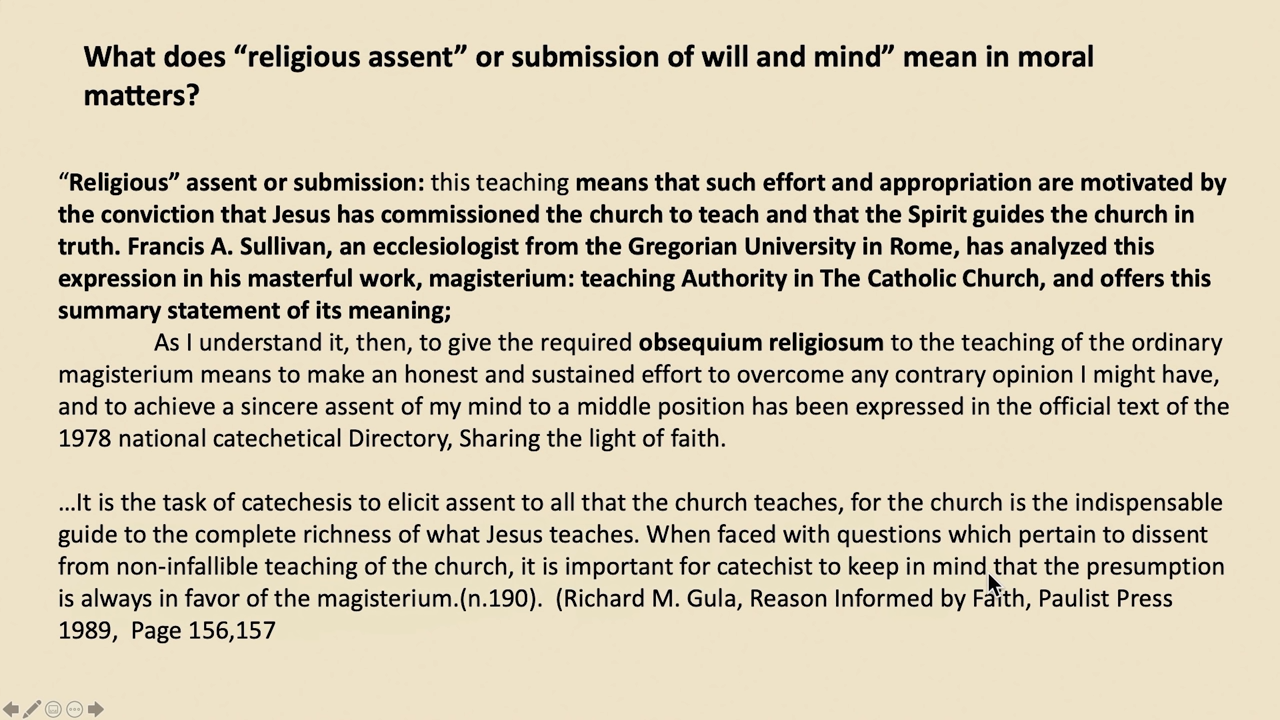 What does “religious assent” or submission of will and mind” mean in moral
matters?
“Religious” assent or submission: this teaching means that such effort and appropriation are motivated by
the conviction that Jesus has commissioned the church to teach and that the Spirit guides the church in
truth. Francis A. Sullivan, an ecclesiologist from the Gregorian University in Rome, has analyzed this
expression in his masterful work, magisterium: teaching Authority in The Catholic Church, and offers this
summary statement of its meaning;
As I understand it, then, to give the required obsequium religiosum to the teaching of the ordinary
magisterium means to make an honest and sustained effort to overcome any contrary opinion I might have,
and to achieve a sincere assent of my mind to a middle position has been expressed in the official text of the
1978 national catechetical Directory, Sharing the light of faith.
…It is the task of catechesis to elicit assent to all that the church teaches, for the church is the indispensable
guide to the complete richness of what Jesus teaches. When faced with questions which pertain to dissent
from non-infallible teaching of the church, it is important for catechist to keep in mind that the presumption
is always in favor of the magisterium.(n.190). (Richard M. Gula, Reason Informed by Faith, Paulist Press
1989, Page 156,157